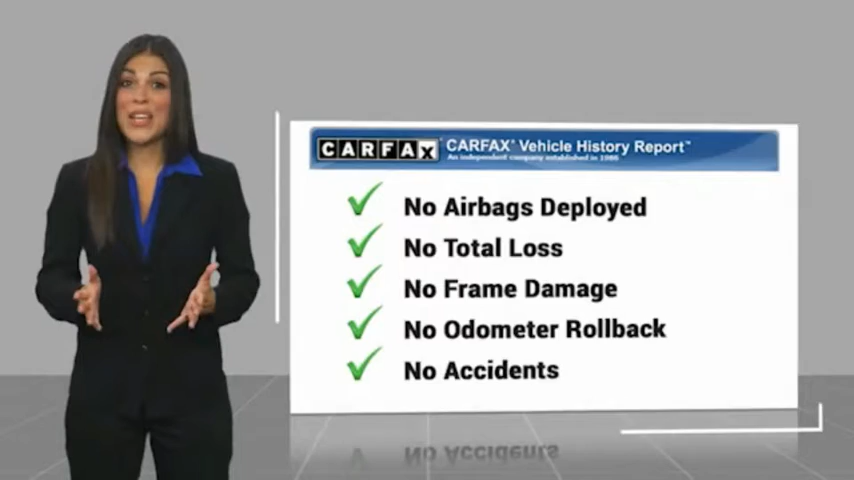 CARFAX CARFAX® Vehicle History Report™
An independent company established in 1986
No Airbags Deployed
No Total Loss
No Frame Damage
No Odometer Rollback
No Accidents
No Accidents